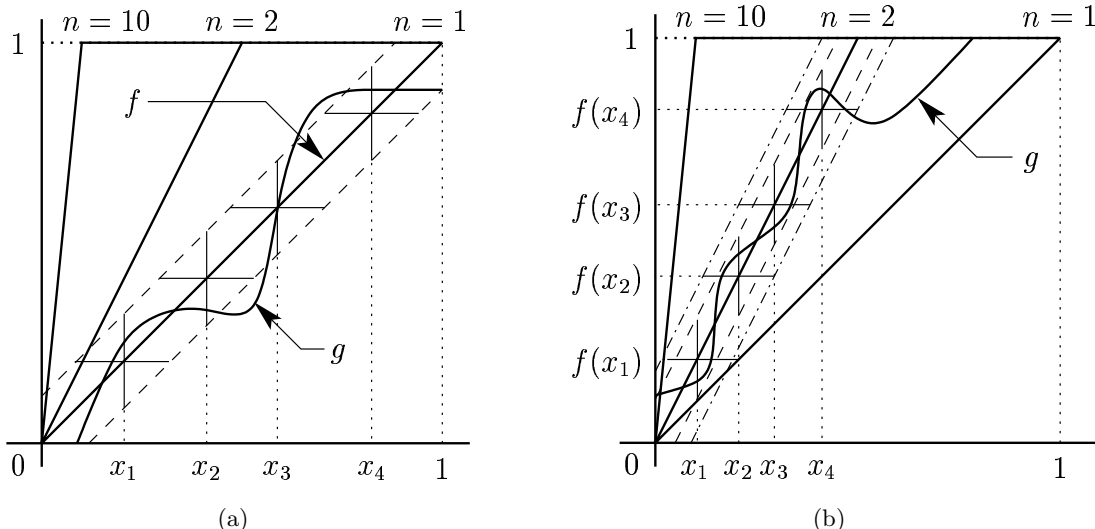 n = 10
n = 2
n = 1
1
f
g
0
x₁
x₂
x₃
x₄
1
(a)
n = 10
n = 2
n = 1
1
f(x₄)
g
f(x₃)
f(x₂)
f(x₁)
0
x₁
x₂
x₃
x₄
1
(b)